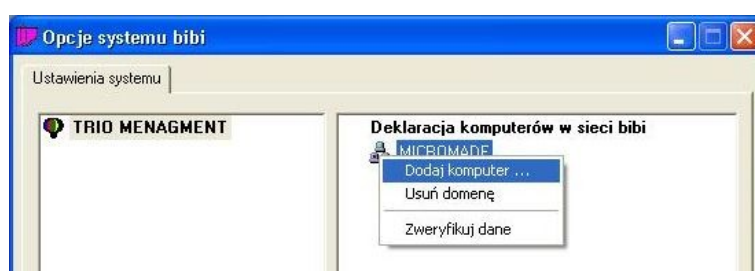 Opcje systemu bibi
Ustawienia systemu
TRIO MENAGMENT
Deklaracja komputerów w sieci bibi
MICROMADE
Dodaj komputer ...
Usuń domenę
Zweryfikuj dane